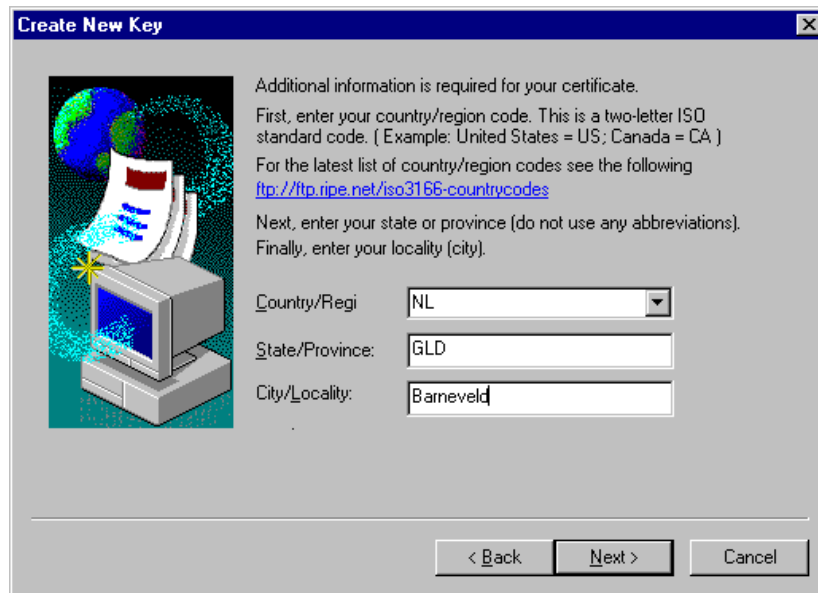 Create New Key
Additional information is required for your certificate.
First, enter your country/region code. This is a two-letter ISO
standard code. ( Example: United States = US; Canada = CA )
For the latest list of country/region codes see the following
ftp://ftp.ripe.net/iso3166-countrycodes
Next, enter your state or province (do not use any abbreviations).
Finally, enter your locality (city).
Country/Regi NL
State/Province: GLD
City/Locality: Barneveld
< Back Next > Cancel